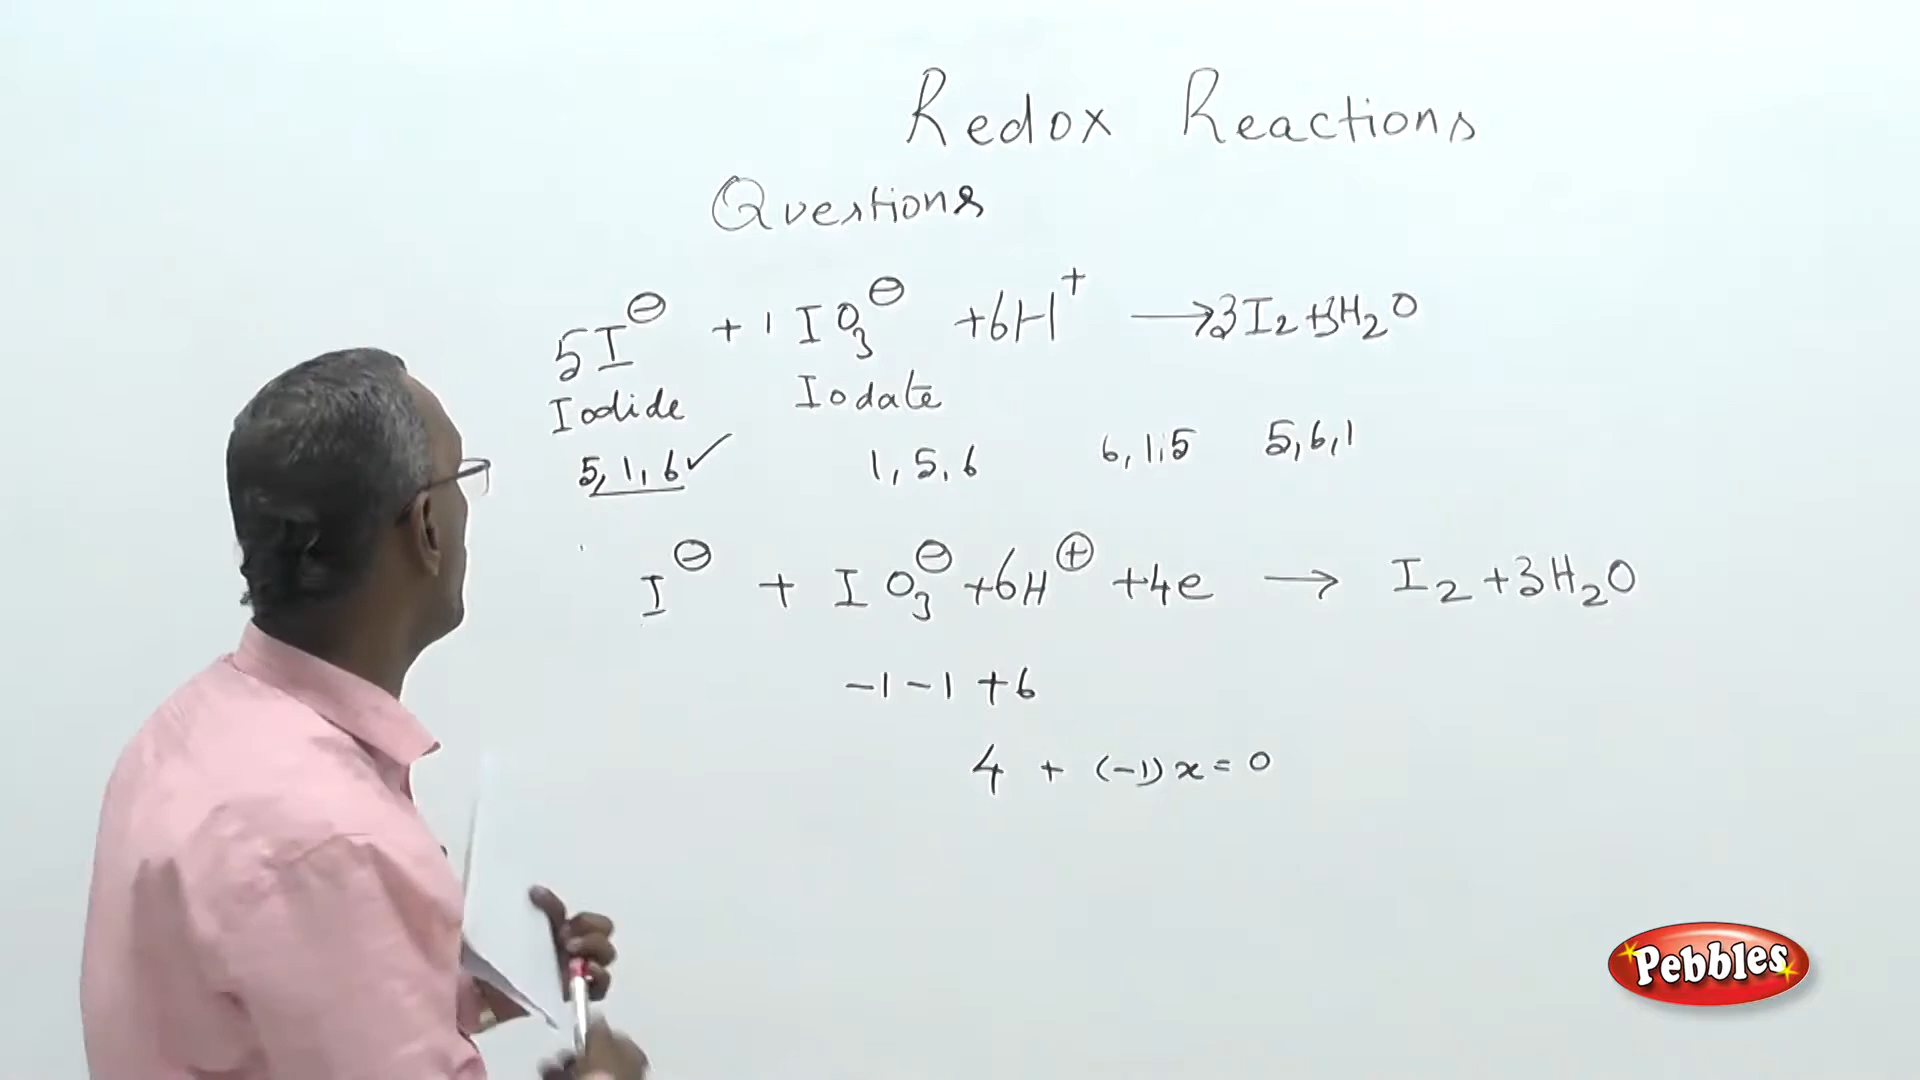 Redox Reactions
Questions
5I⊖ + 1 IO₃⊖ +6H⁺ ⟶ 3I₂+3H₂O
Iodide Iodate
5, 1, 6✓ 1, 5, 6 6, 1,5 5, 6, 1
I⊖ + IO₃⊖ +6H⊕ +4e → I₂ +3H₂O
-1 -1 +6
4 + (-1)x = 0
Pebbles